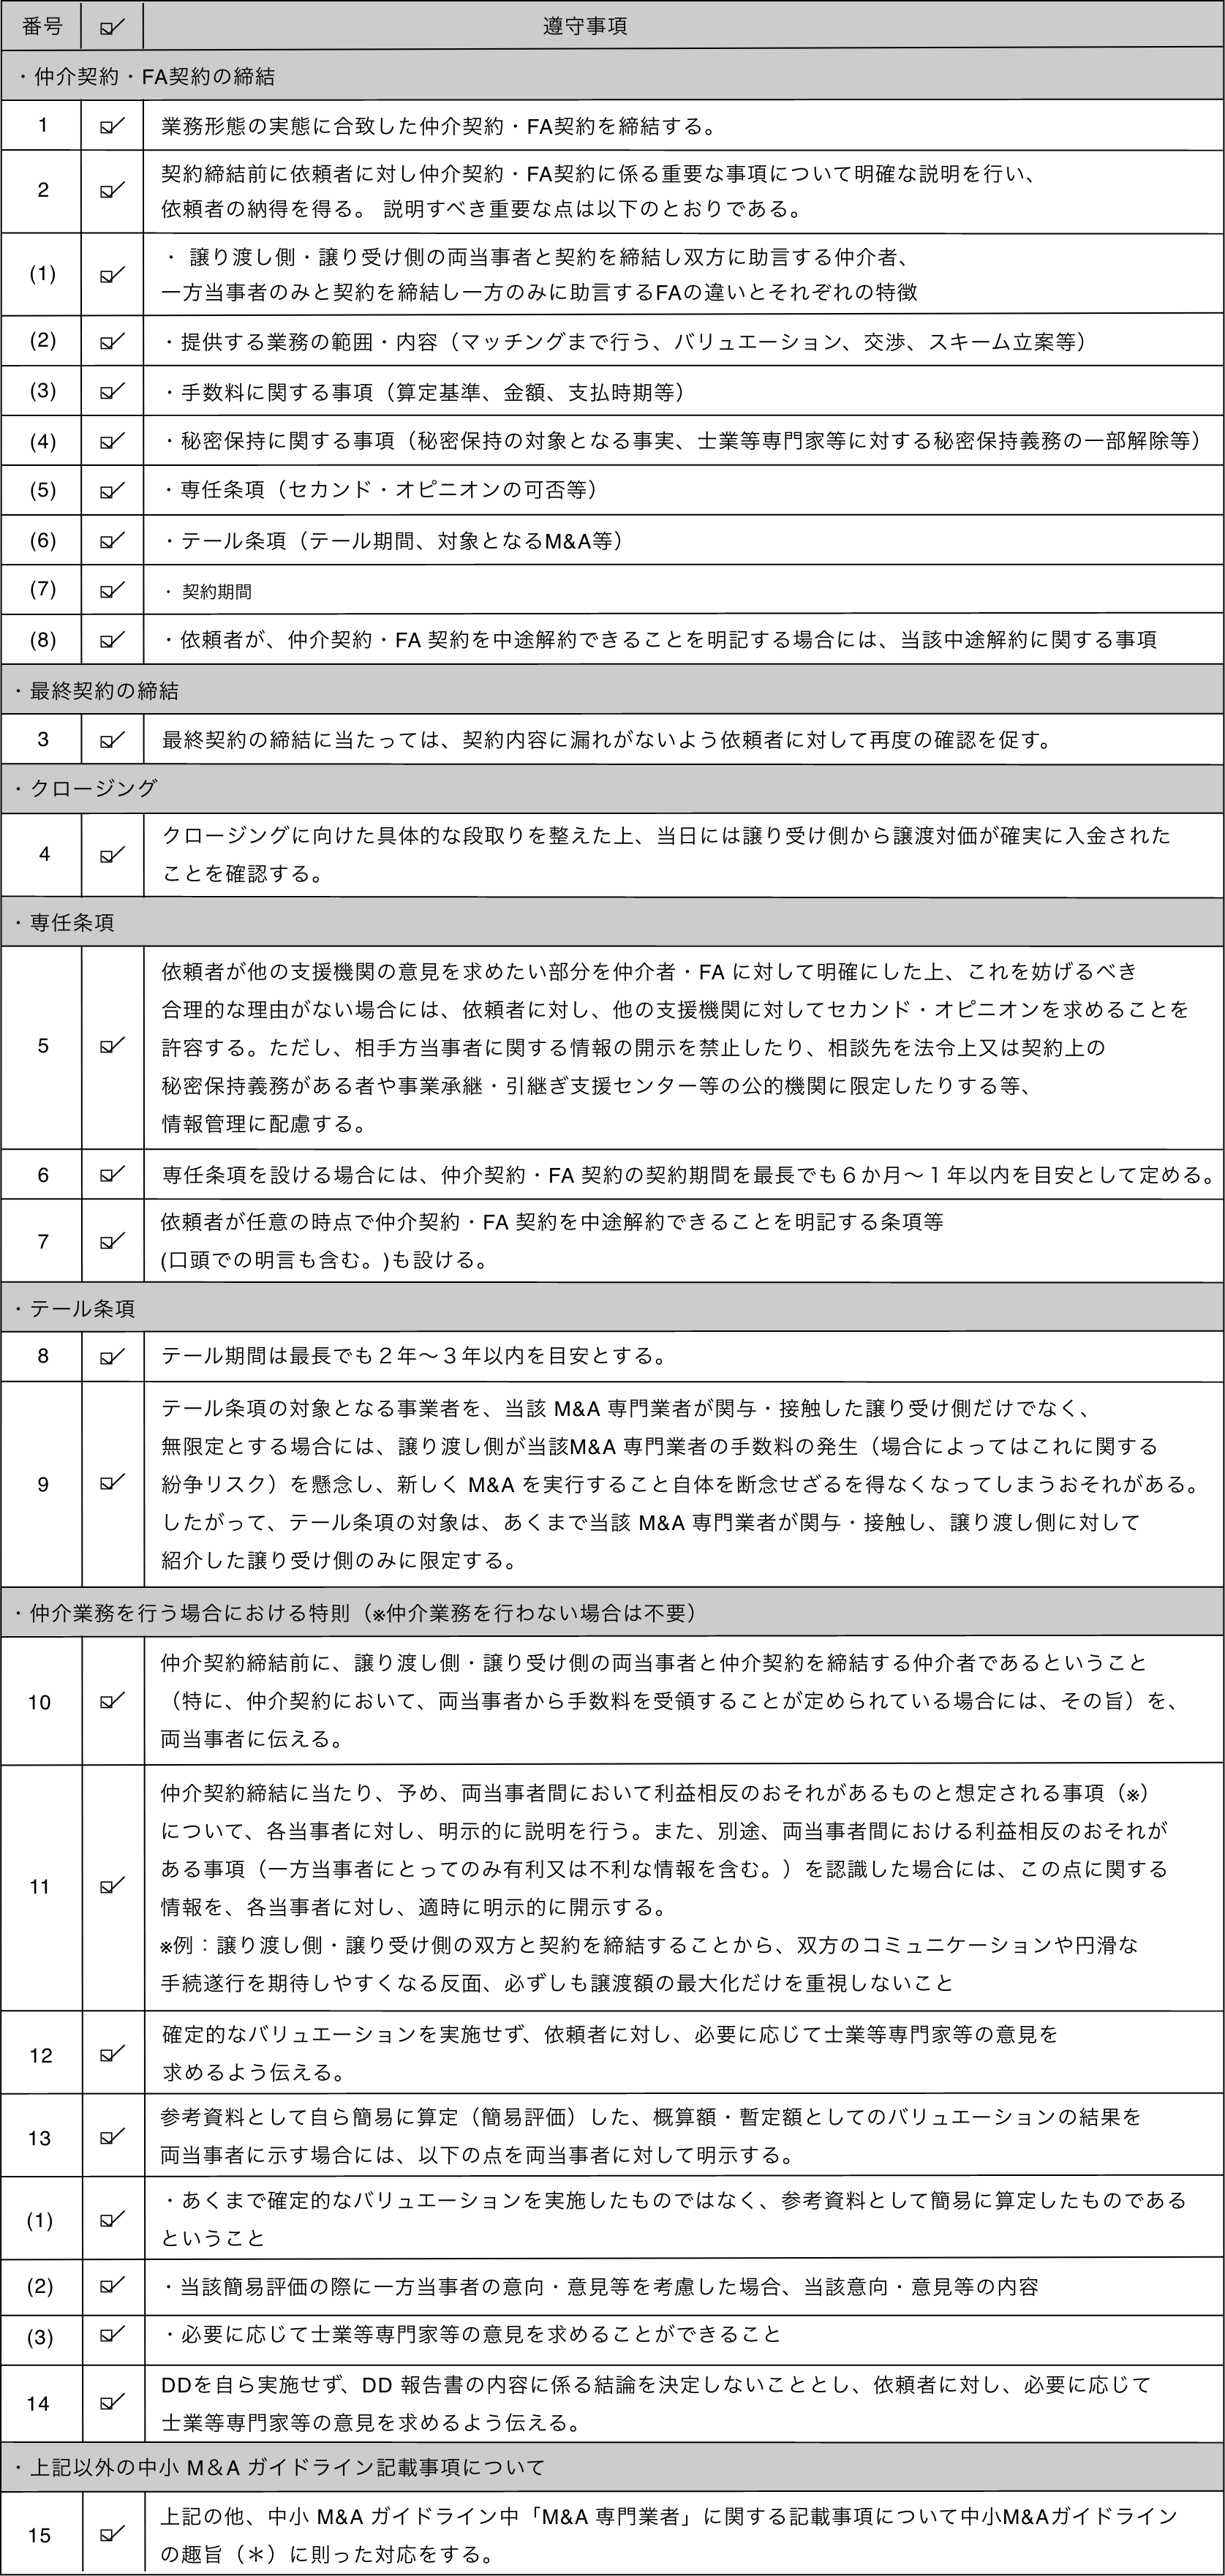 番号 ☑ 遵守事項
・仲介契約・FA契約の締結
1 ☑ 業務形態の実態に合致した仲介契約・FA契約を締結する。
2 ☑ 契約締結前に依頼者に対し仲介契約・FA契約に係る重要な事項について明確な説明を行い、
依頼者の納得を得る。 説明すべき重要な点は以下のとおりである。
(1) ☑ ・ 譲り渡し側・譲り受け側の両当事者と契約を締結し双方に助言する仲介者、
一方当事者のみと契約を締結し一方のみに助言するFAの違いとそれぞれの特徴
(2) ☑ ・提供する業務の範囲・内容（マッチングまで行う、バリュエーション、交渉、スキーム立案等）
(3) ☑ ・手数料に関する事項（算定基準、金額、支払時期等）
(4) ☑ ・秘密保持に関する事項（秘密保持の対象となる事実、士業等専門家等に対する秘密保持義務の一部解除等）
(5) ☑ ・専任条項（セカンド・オピニオンの可否等）
(6) ☑ ・テール条項（テール期間、対象となるM&A等）
(7) ☑ ・ 契約期間
(8) ☑ ・依頼者が、仲介契約・FA 契約を中途解約できることを明記する場合には、当該中途解約に関する事項
・最終契約の締結
3 ☑ 最終契約の締結に当たっては、契約内容に漏れがないよう依頼者に対して再度の確認を促す。
・クロージング
4 ☑ クロージングに向けた具体的な段取りを整えた上、当日には譲り受け側から譲渡対価が確実に入金された
ことを確認する。
・専任条項
5 ☑ 依頼者が他の支援機関の意見を求めたい部分を仲介者・FA に対して明確にした上、これを妨げるべき
合理的な理由がない場合には、依頼者に対し、他の支援機関に対してセカンド・オピニオンを求めることを
許容する。ただし、相手方当事者に関する情報の開示を禁止したり、相談先を法令上又は契約上の
秘密保持義務がある者や事業承継・引継ぎ支援センター等の公的機関に限定したりする等、
情報管理に配慮する。
6 ☑ 専任条項を設ける場合には、仲介契約・FA 契約の契約期間を最長でも６か月～１年以内を目安として定める。
7 ☑ 依頼者が任意の時点で仲介契約・FA 契約を中途解約できることを明記する条項等
(口頭での明言も含む。)も設ける。
・テール条項
8 ☑ テール期間は最長でも２年～３年以内を目安とする。
9 ☑ テール条項の対象となる事業者を、当該 M&A 専門業者が関与・接触した譲り受け側だけでなく、
無限定とする場合には、譲り渡し側が当該M&A 専門業者の手数料の発生（場合によってはこれに関する
紛争リスク）を懸念し、新しく M&A を実行すること自体を断念せざるを得なくなってしまうおそれがある。
したがって、テール条項の対象は、あくまで当該 M&A 専門業者が関与・接触し、譲り渡し側に対して
紹介した譲り受け側のみに限定する。
・仲介業務を行う場合における特則（※仲介業務を行わない場合は不要）
10 ☑ 仲介契約締結前に、譲り渡し側・譲り受け側の両当事者と仲介契約を締結する仲介者であるということ
（特に、仲介契約において、両当事者から手数料を受領することが定められている場合には、その旨）を、
両当事者に伝える。
11 ☑ 仲介契約締結に当たり、予め、両当事者間において利益相反のおそれがあるものと想定される事項（※）
について、各当事者に対し、明示的に説明を行う。また、別途、両当事者間における利益相反のおそれが
ある事項（一方当事者にとってのみ有利又は不利な情報を含む。）を認識した場合には、この点に関する
情報を、各当事者に対し、適時に明示的に開示する。
※例：譲り渡し側・譲り受け側の双方と契約を締結することから、双方のコミュニケーションや円滑な
手続遂行を期待しやすくなる反面、必ずしも譲渡額の最大化だけを重視しないこと
12 ☑ 確定的なバリュエーションを実施せず、依頼者に対し、必要に応じて士業等専門家等の意見を
求めるよう伝える。
13 ☑ 参考資料として自ら簡易に算定（簡易評価）した、概算額・暫定額としてのバリュエーションの結果を
両当事者に示す場合には、以下の点を両当事者に対して明示する。
(1) ☑ ・あくまで確定的なバリュエーションを実施したものではなく、参考資料として簡易に算定したものである
ということ
(2) ☑ ・当該簡易評価の際に一方当事者の意向・意見等を考慮した場合、当該意向・意見等の内容
(3) ☑ ・必要に応じて士業等専門家等の意見を求めることができること
14 ☑ DDを自ら実施せず、DD 報告書の内容に係る結論を決定しないこととし、依頼者に対し、必要に応じて
士業等専門家等の意見を求めるよう伝える。
・上記以外の中小 M&A ガイドライン記載事項について
15 ☑ 上記の他、中小 M&A ガイドライン中「M&A 専門業者」に関する記載事項について中小M&Aガイドライン
の趣旨（＊）に則った対応をする。